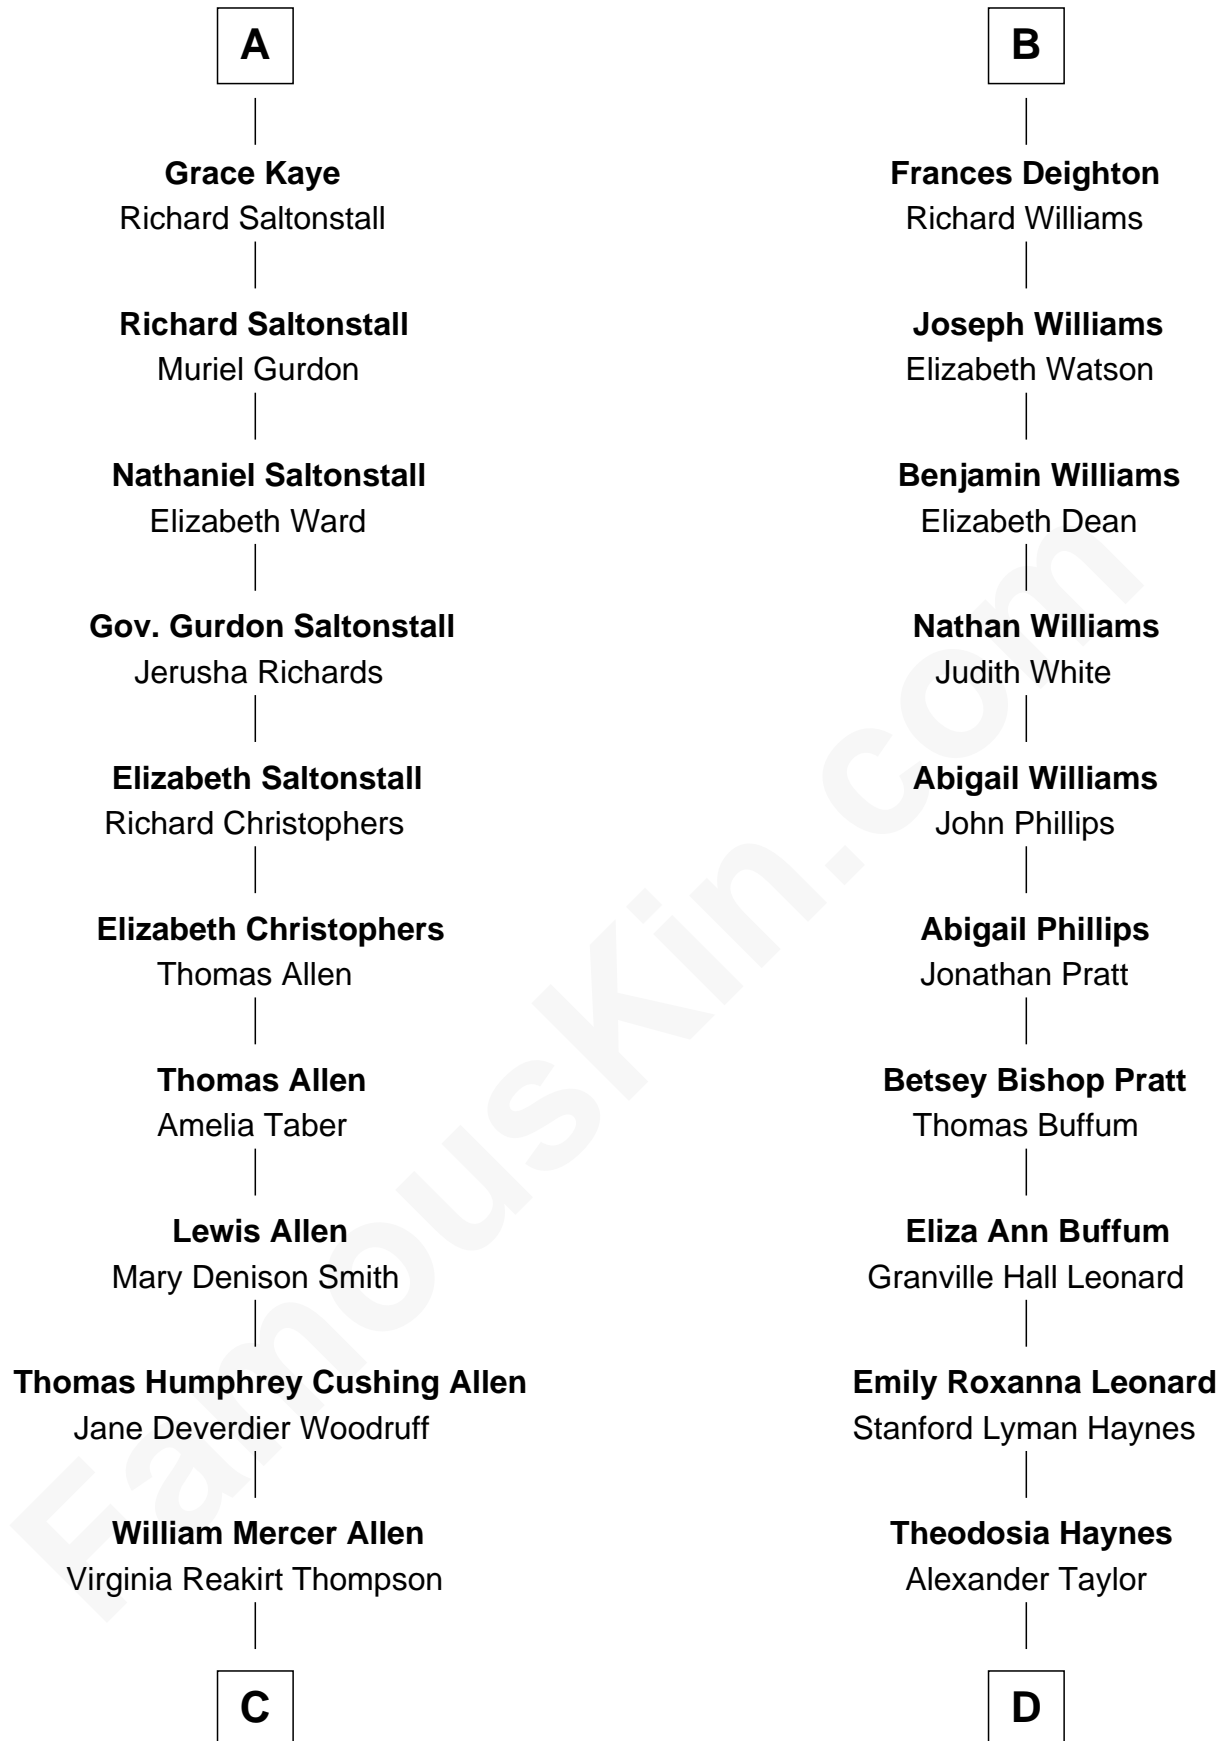 A
Grace Kaye
Richard Saltonstall
Richard Saltonstall
Muriel Gurdon
Nathaniel Saltonstall
Elizabeth Ward
Gov. Gurdon Saltonstall
Jerusha Richards
Elizabeth Saltonstall
Richard Christophers
Elizabeth Christophers
Thomas Allen
Thomas Allen
Amelia Taber
Lewis Allen
Mary Denison Smith
Thomas Humphrey Cushing Allen
Jane Deverdier Woodruff
William Mercer Allen
Virginia Reakirt Thompson
C
B
Frances Deighton
Richard Williams
Joseph Williams
Elizabeth Watson
Benjamin Williams
Elizabeth Dean
Nathan Williams
Judith White
Abigail Williams
John Phillips
Abigail Phillips
Jonathan Pratt
Betsey Bishop Pratt
Thomas Buffum
Eliza Ann Buffum
Granville Hall Leonard
Emily Roxanna Leonard
Stanford Lyman Haynes
Theodosia Haynes
Alexander Taylor
D
FamousKin.com